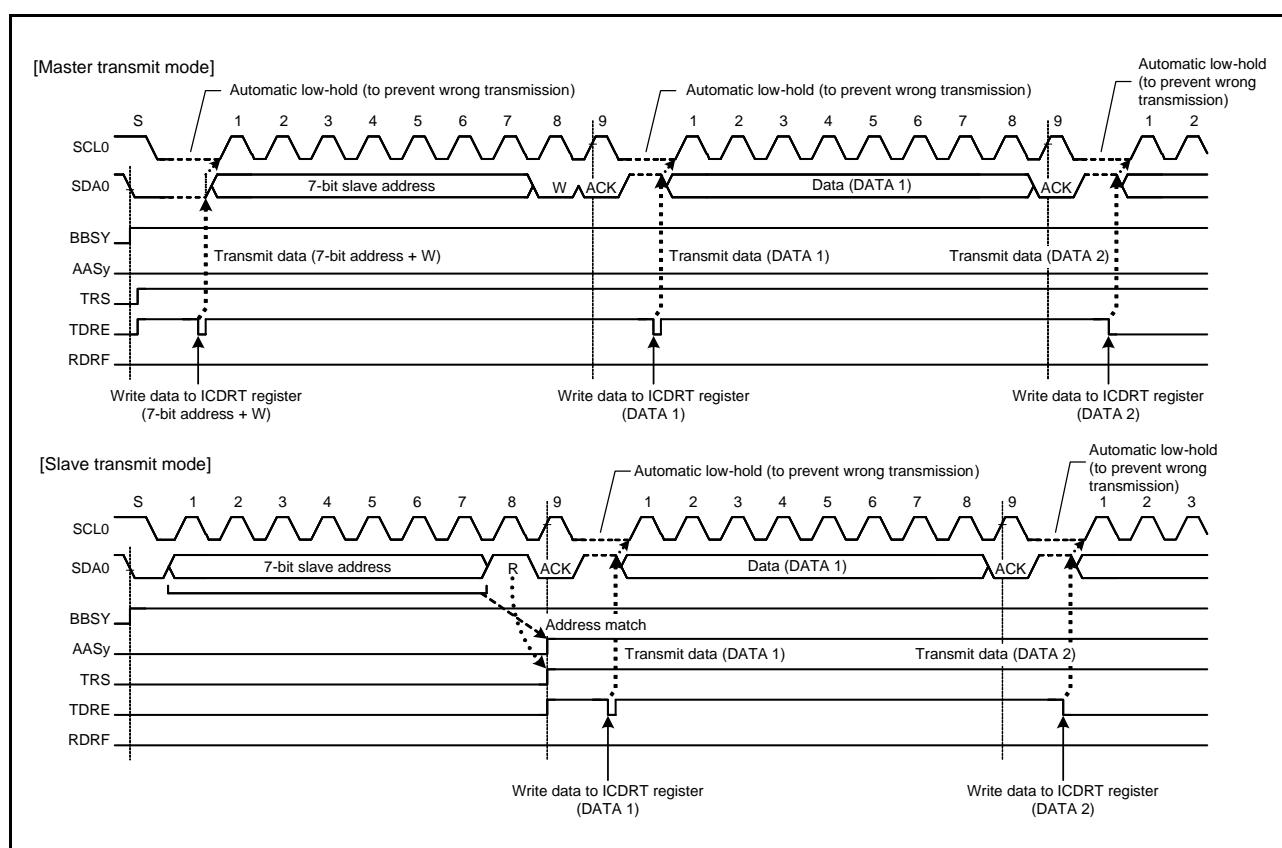 [Master transmit mode]
Automatic low-hold (to prevent wrong transmission)
Automatic low-hold (to prevent wrong transmission)
Automatic low-hold
(to prevent wrong
transmission)
S 1 2 3 4 5 6 7 8 9 1 2 3 4 5 6 7 8 9 1 2
SCL0
SDA0 7-bit slave address W ACK Data (DATA 1) ACK
BBSY
Transmit data (7-bit address + W) Transmit data (DATA 1) Transmit data (DATA 2)
AASy
TRS
TDRE
RDRF
Write data to ICDRT register
(7-bit address + W)
Write data to ICDRT register
(DATA 1)
Write data to ICDRT register
(DATA 2)
[Slave transmit mode]
Automatic low-hold (to prevent wrong transmission)
Automatic low-hold
(to prevent wrong
transmission)
S 1 2 3 4 5 6 7 8 9 1 2 3 4 5 6 7 8 9 1 2 3
SCL0
SDA0 7-bit slave address R ACK Data (DATA 1) ACK
BBSY
Address match
AASy
Transmit data (DATA 1) Transmit data (DATA 2)
TRS
TDRE
RDRF
Write data to ICDRT register
(DATA 1)
Write data to ICDRT register
(DATA 2)